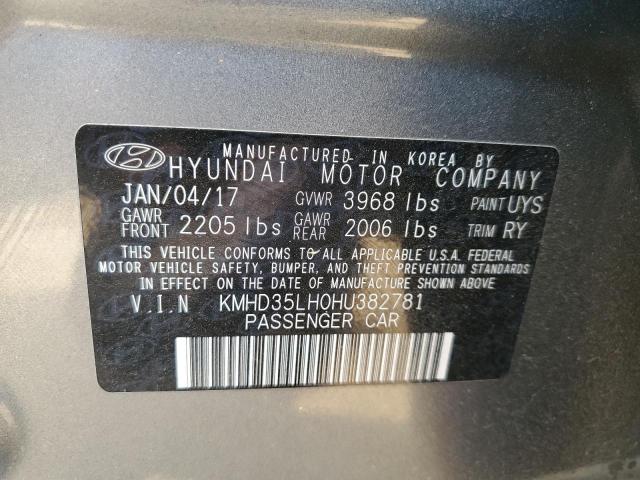 MANUFACTURED IN KOREA BY
HYUNDAI MOTOR COMPANY
JAN/04/17 GVWR 3968 lbs PAINT UYS
GAWR FRONT 2205 lbs GAWR REAR 2006 lbs TRIM RY
THIS VEHICLE CONFORMS TO ALL APPLICABLE U.S.A. FEDERAL
MOTOR VEHICLE SAFETY, BUMPER, AND THEFT PREVENTION STANDARDS
IN EFFECT ON THE DATE OF MANUFACTURE SHOWN ABOVE.
V.I.N KMHD35LH0HU382781
PASSENGER CAR